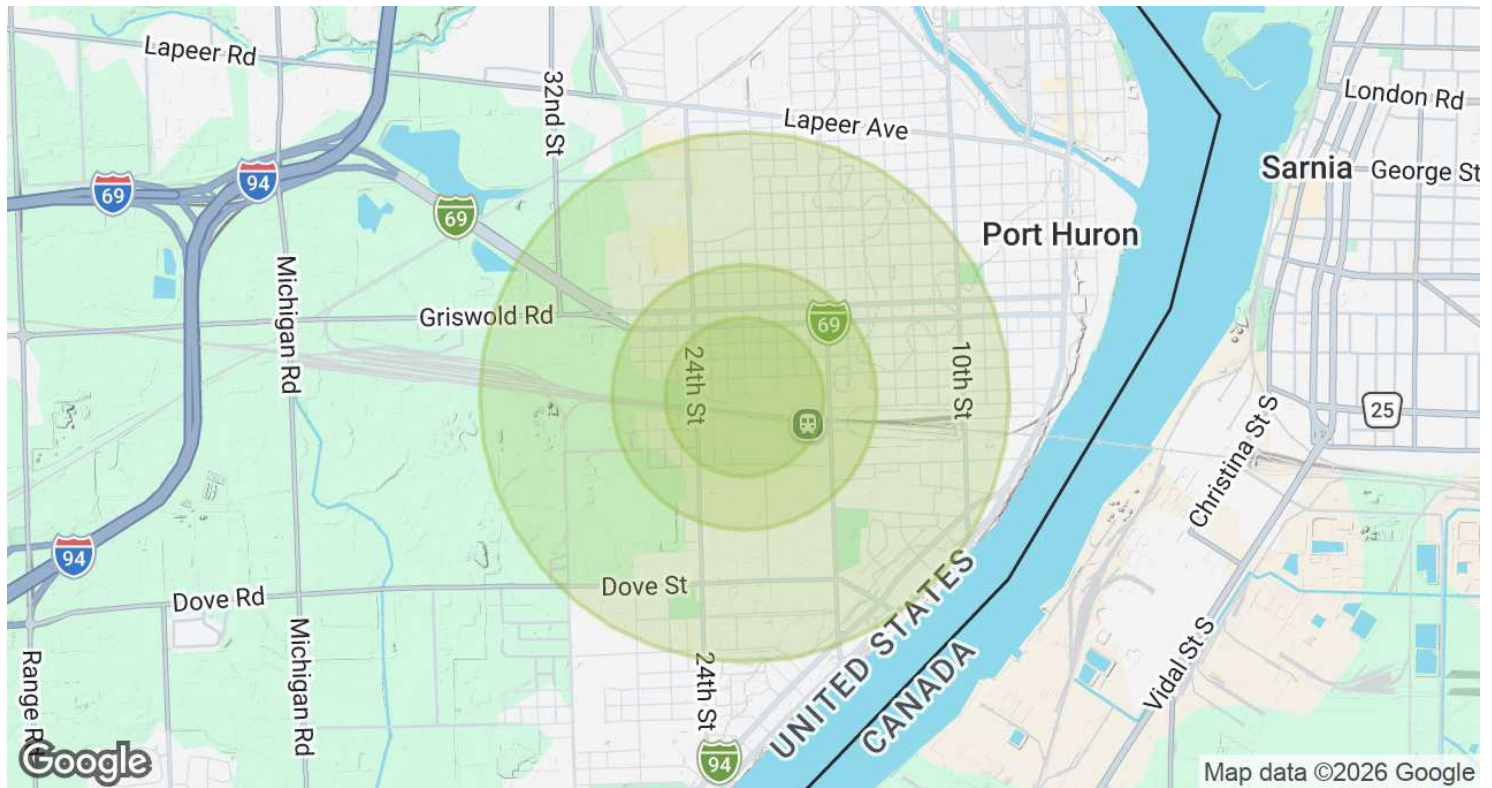 Lapeer Rd
32nd St
Lapeer Ave
London Rd
Sarnia
George St
69
94
69
Port Huron
Michigan Rd
Griswold Rd
69
24th St
10th St
25
Christina St S
94
Dove Rd
Dove St
UNITED STATES
CANADA
Michigan Rd
Range Rd
24th St
Vidal St S
94
Google
Map data ©2026 Google